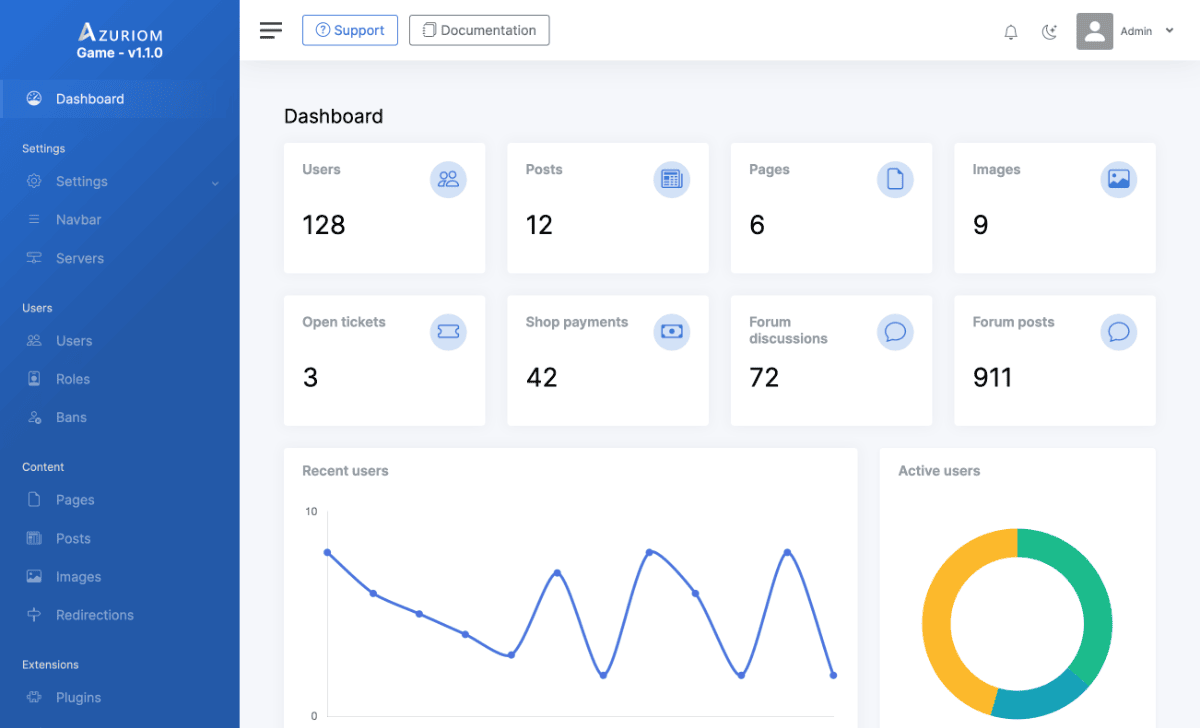 AZURIOM
Game - v1.1.0
Dashboard
Settings
Settings
Navbar
Servers
Users
Users
Roles
Bans
Content
Pages
Posts
Images
Redirections
Extensions
Plugins
Support
Documentation
Admin
Dashboard
Users
128
Posts
12
Pages
6
Images
9
Open tickets
3
Shop payments
42
Forum
discussions
72
Forum posts
911
Recent users
10
0
Active users